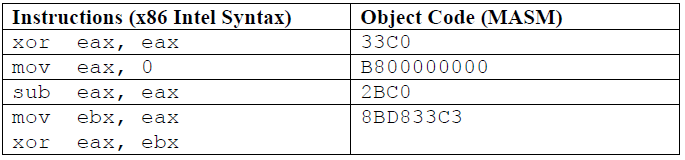 Instructions (x86 Intel Syntax) Object Code (MASM)
xor eax, eax 33C0
mov eax, 0 B800000000
sub eax, eax 2BC0
mov ebx, eax 8BD833C3
xor eax, ebx